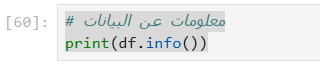 [60]: # معلومات عن البيانات
print(df.info())